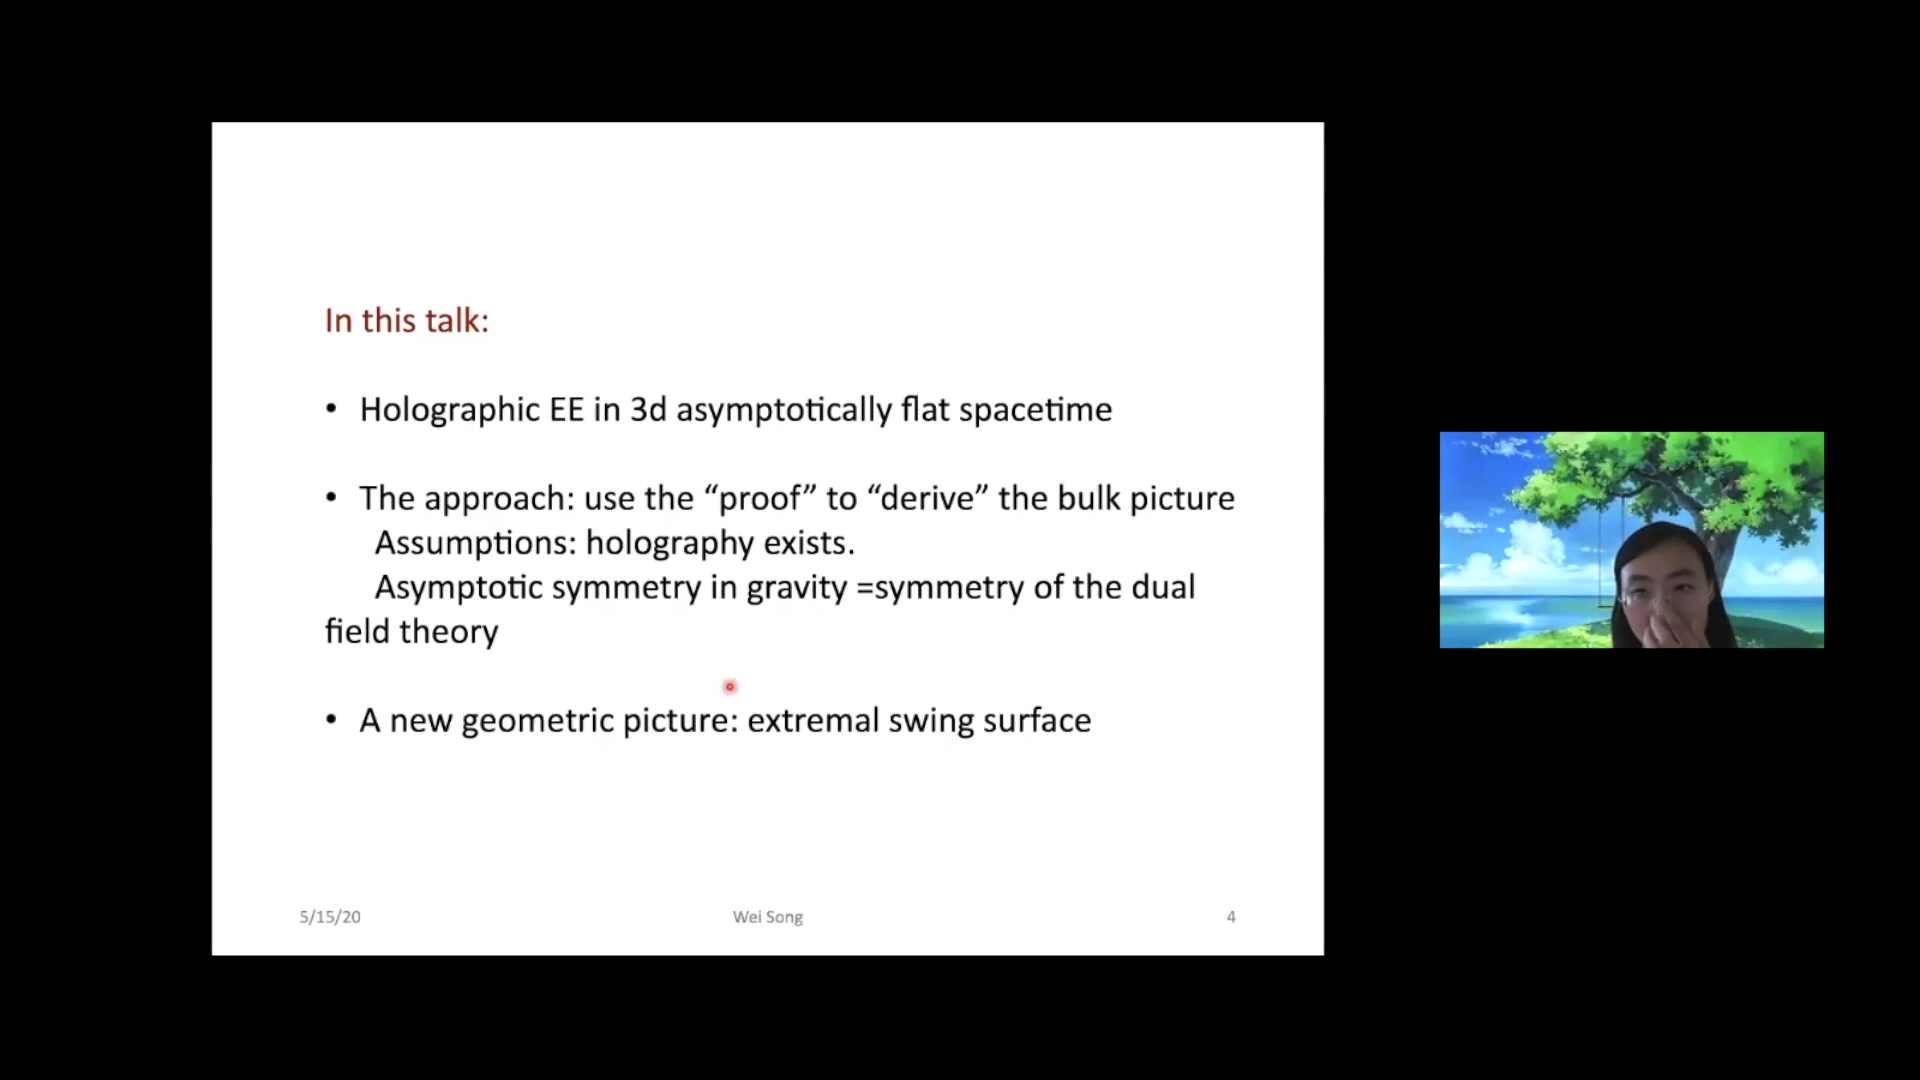 In this talk:
• Holographic EE in 3d asymptotically flat spacetime
• The approach: use the “proof” to “derive” the bulk picture
Assumptions: holography exists.
Asymptotic symmetry in gravity =symmetry of the dual
field theory
• A new geometric picture: extremal swing surface
5/15/20
Wei Song
4